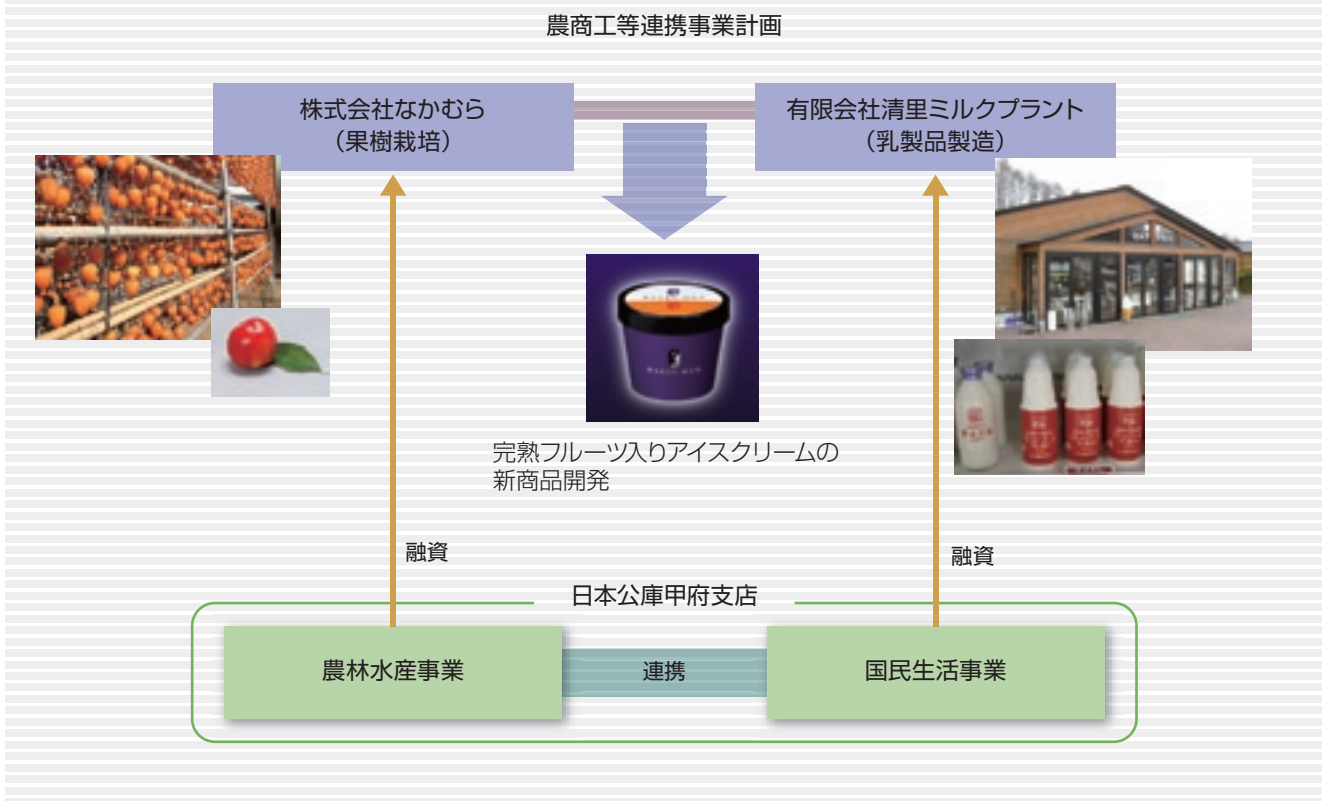 農商工等連携事業計画
株式会社なかむら
（果樹栽培）
有限会社清里ミルクプラント
（乳製品製造）
完熟フルーツ入りアイスクリームの
新商品開発
融資
融資
日本公庫甲府支店
農林水産事業
連携
国民生活事業